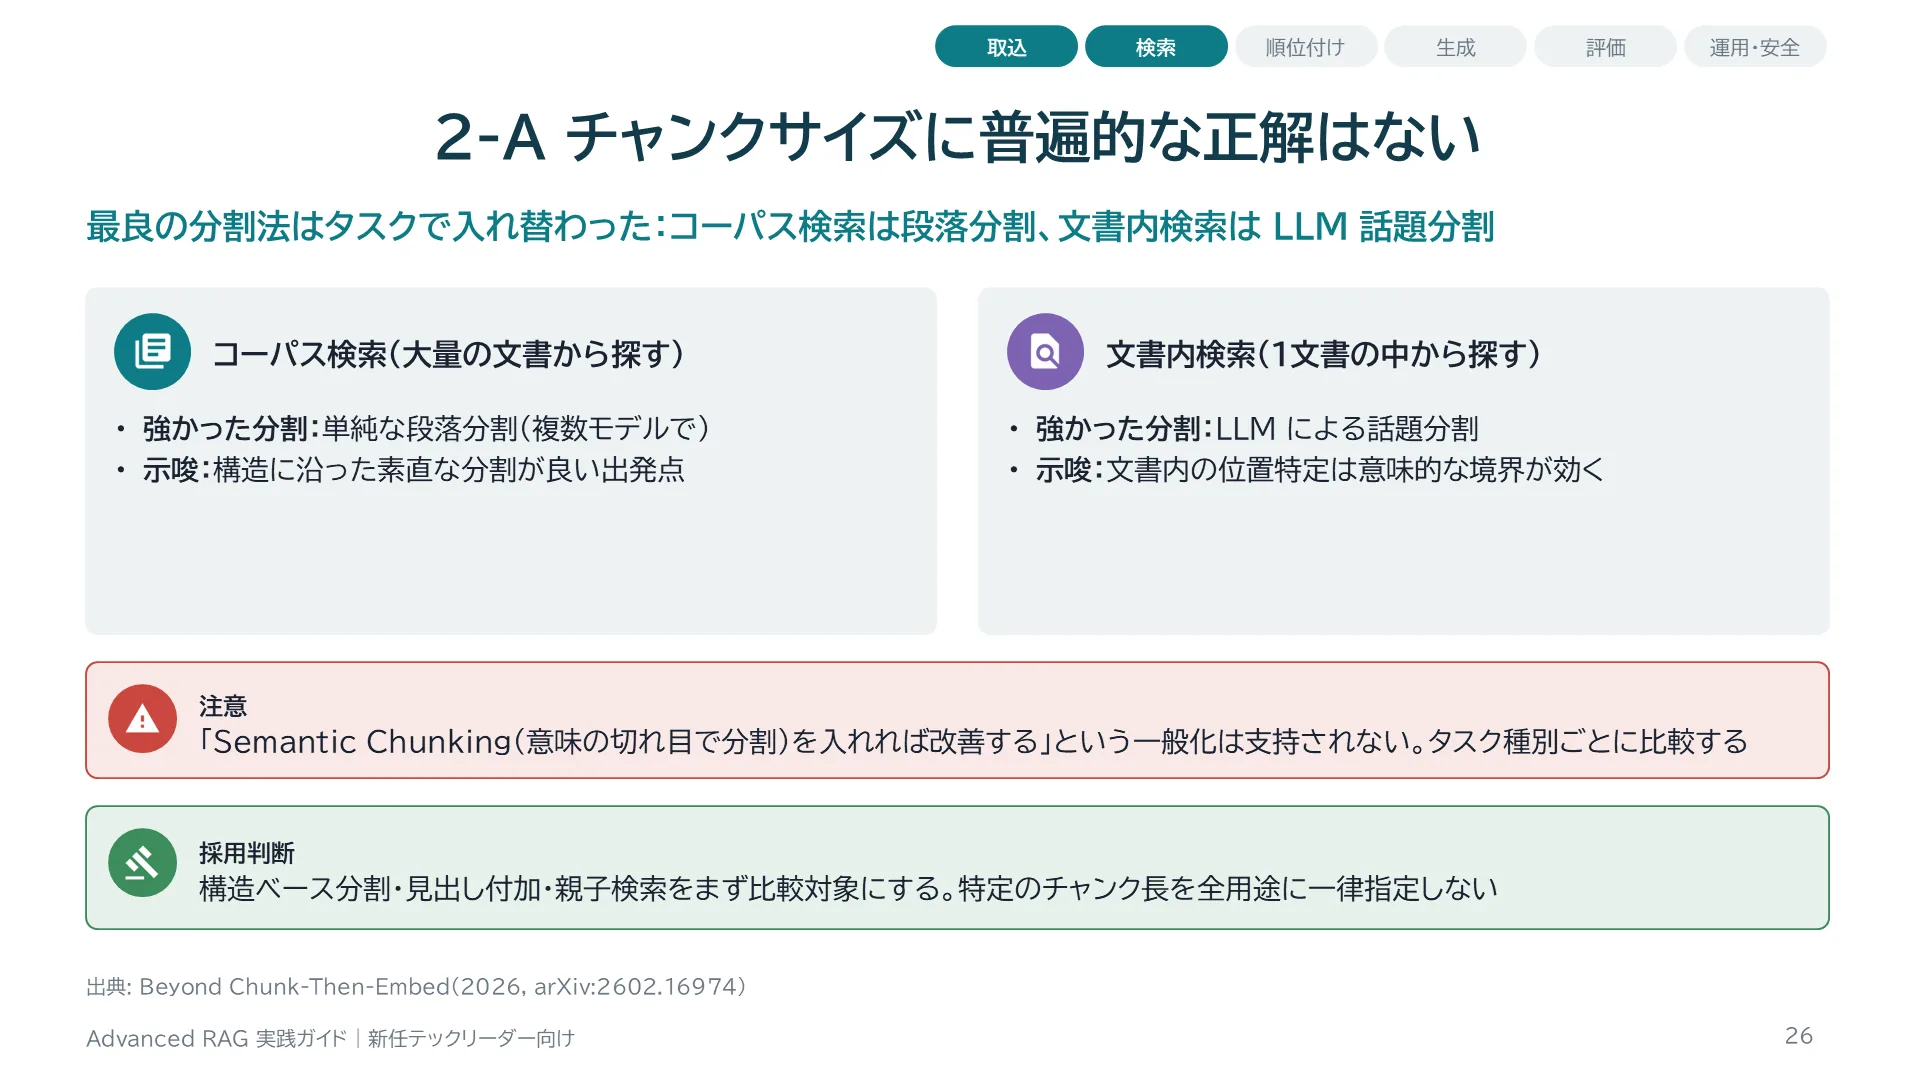 取込
検索
順位付け
生成
評価
運用・安全
2-A チャンクサイズに普遍的な正解はない
最良の分割法はタスクで入れ替わった：コーパス検索は段落分割、文書内検索は LLM 話題分割
コーパス検索（大量の文書から探す）
• 強かった分割：単純な段落分割（複数モデルで）
• 示唆：構造に沿った素直な分割が良い出発点
文書内検索（1文書の中から探す）
• 強かった分割：LLM による話題分割
• 示唆：文書内の位置特定は意味的な境界が効く
注意
「Semantic Chunking（意味の切れ目で分割）を入れれば改善する」という一般化は支持されない。タスク種別ごとに比較する
採用判断
構造ベース分割・見出し付加・親子検索をまず比較対象にする。特定のチャンク長を全用途に一律指定しない
出典: Beyond Chunk-Then-Embed（2026, arXiv:2602.16974）
Advanced RAG 実践ガイド｜新任テックリーダー向け
26